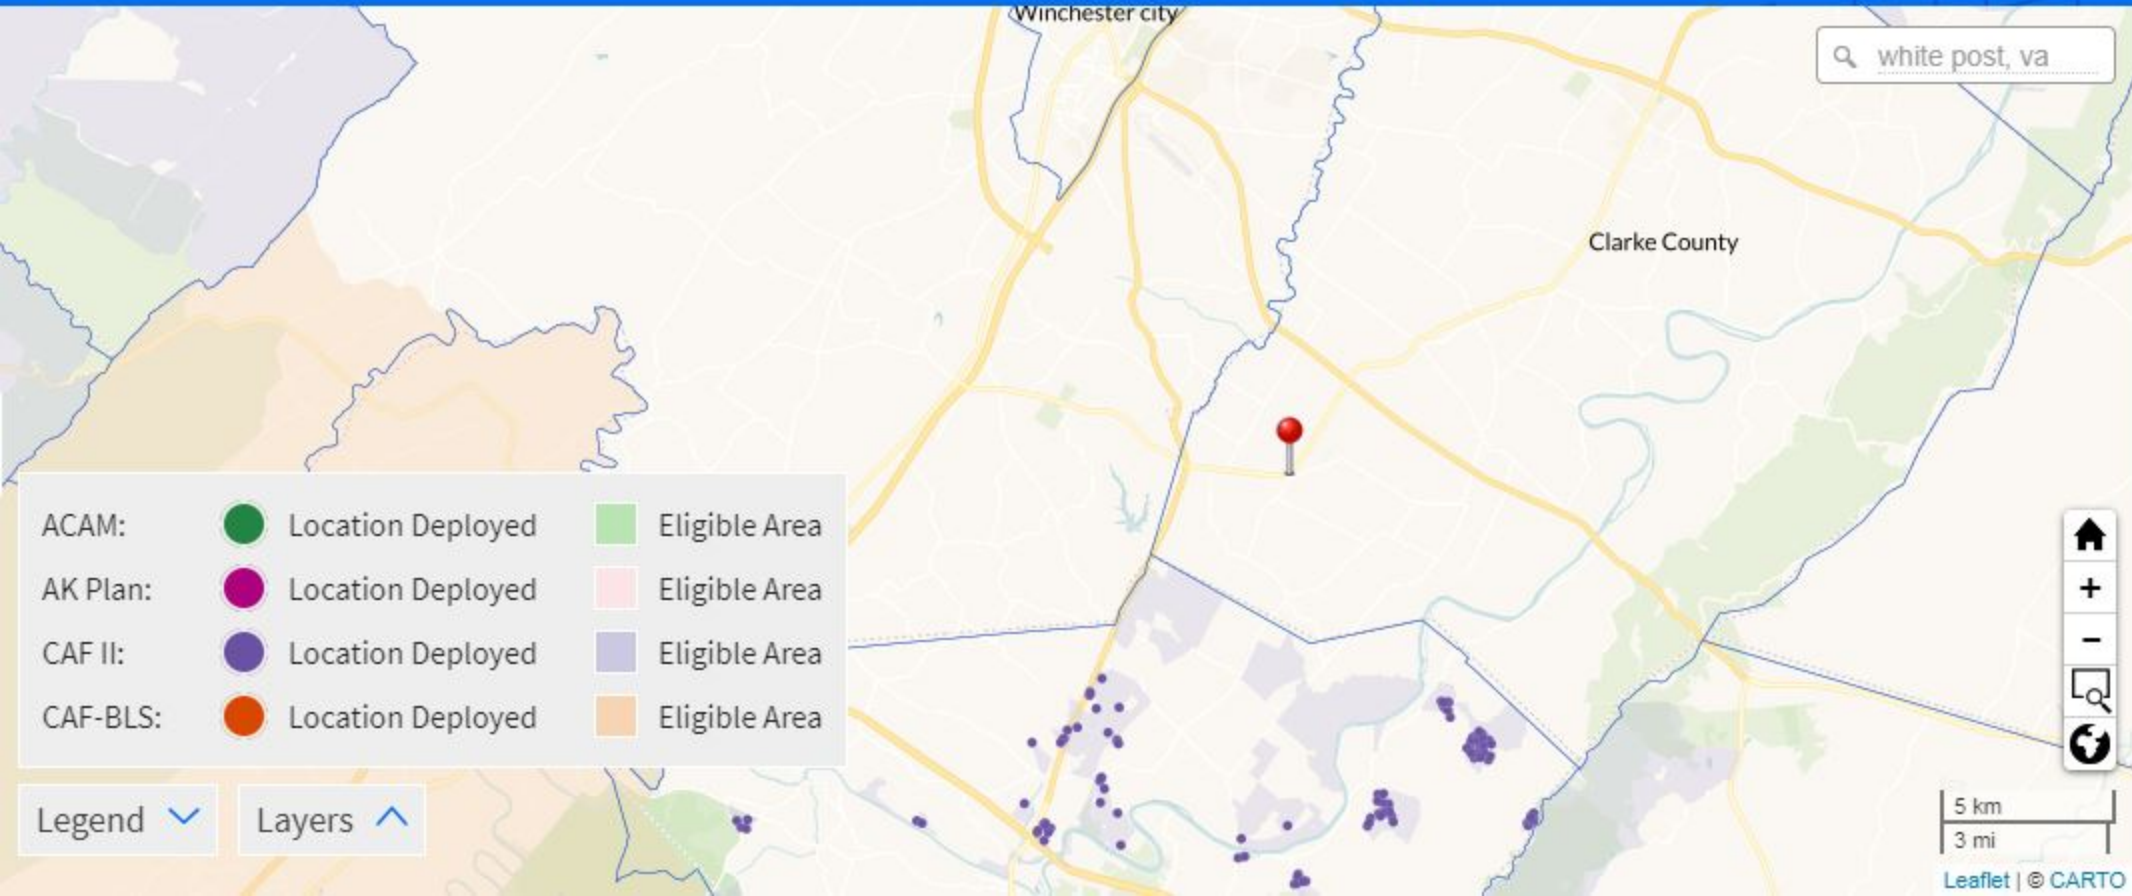 Winchester city
white post, va
Clarke County
ACAM: Location Deployed Eligible Area
AK Plan: Location Deployed Eligible Area
CAF II: Location Deployed Eligible Area
CAF-BLS: Location Deployed Eligible Area
+
−
Legend Layers
5 km
3 mi
Leaflet | © CARTO